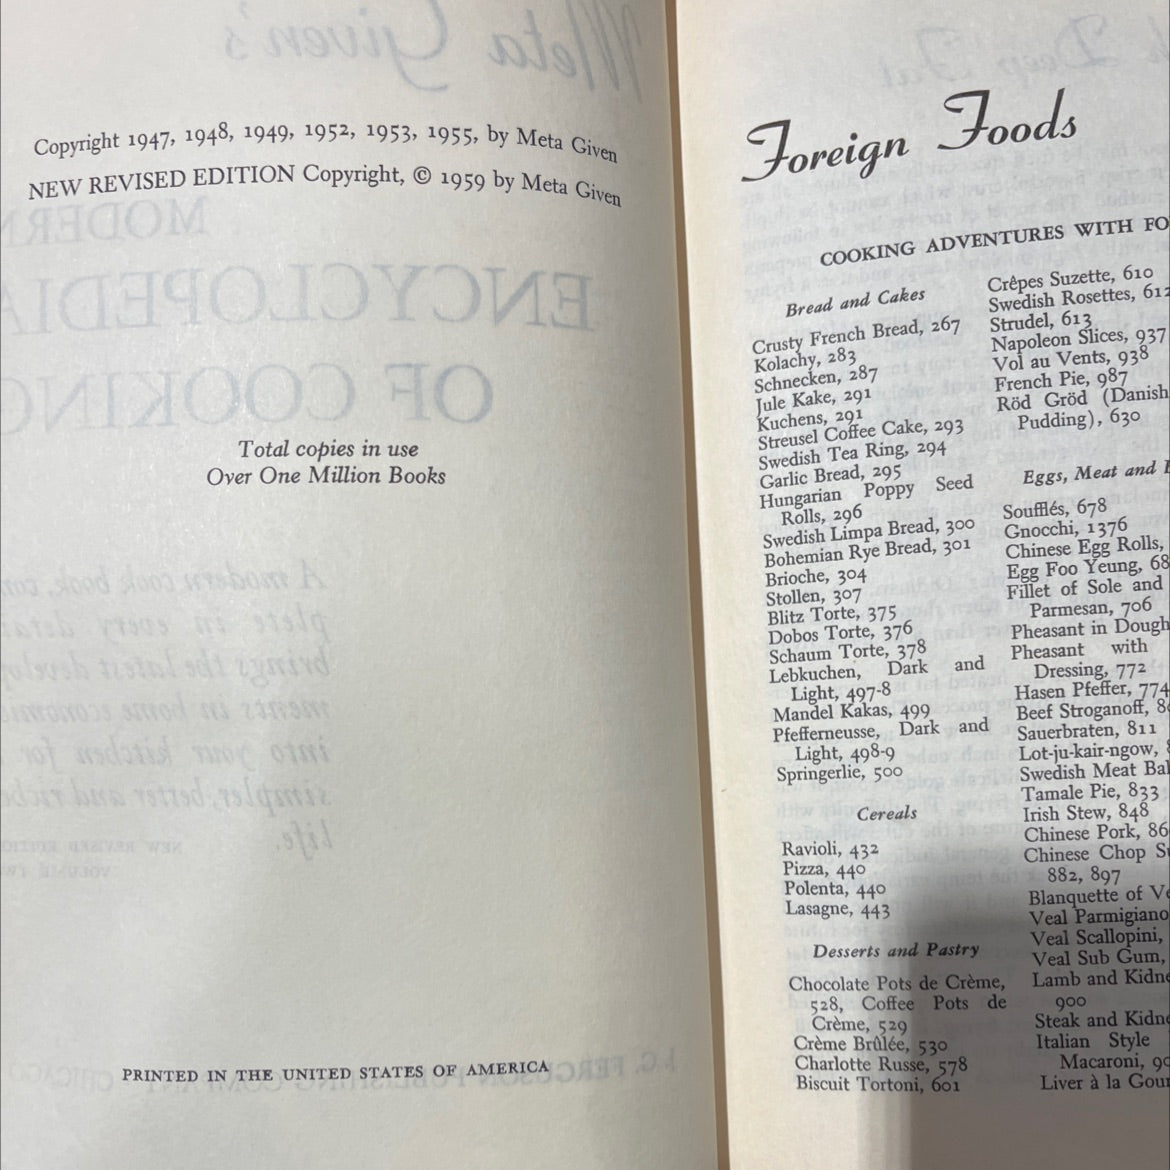 Copyright 1947, 1948, 1949, 1952, 1953, 1955, by Meta Given
NEW REVISED EDITION Copyright, © 1959 by Meta Given
Total copies in use
Over One Million Books
PRINTED IN THE UNITED STATES OF AMERICA
Foreign Foods
COOKING ADVENTURES WITH FO
Bread and Cakes
Crusty French Bread, 267
Kolachy, 283
Schnecken, 287
Jule Kake, 291
Kuchens, 291
Streusel Coffee Cake, 293
Swedish Tea Ring, 294
Garlic Bread, 295
Hungarian Poppy Seed
Rolls, 296
Swedish Limpa Bread, 300
Bohemian Rye Bread, 301
Brioche, 304
Stollen, 307
Blitz Torte, 375
Dobos Torte, 376
Schaum Torte, 378
Lebkuchen, Dark and
Light, 497-8
Mandel Kakas, 499
Pfefferneusse, Dark and
Light, 498-9
Springerlie, 500
Cereals
Ravioli, 432
Pizza, 440
Polenta, 440
Lasagne, 443
Desserts and Pastry
Chocolate Pots de Crème,
528, Coffee Pots de
Crème, 529
Crème Brûlée, 530
Charlotte Russe, 578
Biscuit Tortoni, 601
Crêpes Suzette, 610
Swedish Rosettes, 612
Strudel, 613
Napoleon Slices, 937
Vol au Vents, 938
French Pie, 987
Röd Gröd (Danish
Pudding), 630
Eggs, Meat and
Soufflés, 678
Gnocchi, 1376
Chinese Egg Rolls,
Egg Foo Yeung, 68
Fillet of Sole and
Parmesan, 706
Pheasant in Dough
Pheasant with
Dressing, 772
Hasen Pfeffer, 774
Beef Stroganoff, 8
Sauerbraten, 811
Lot-ju-kair-ngow,
Swedish Meat Bal
Tamale Pie, 833
Irish Stew, 848
Chinese Pork, 86
Chinese Chop S
882, 897
Blanquette of Ve
Veal Parmigiano
Veal Scallopini,
Veal Sub Gum,
Lamb and Kidne
900
Steak and Kidne
Italian Style
Macaroni, 90
Liver à la Gour